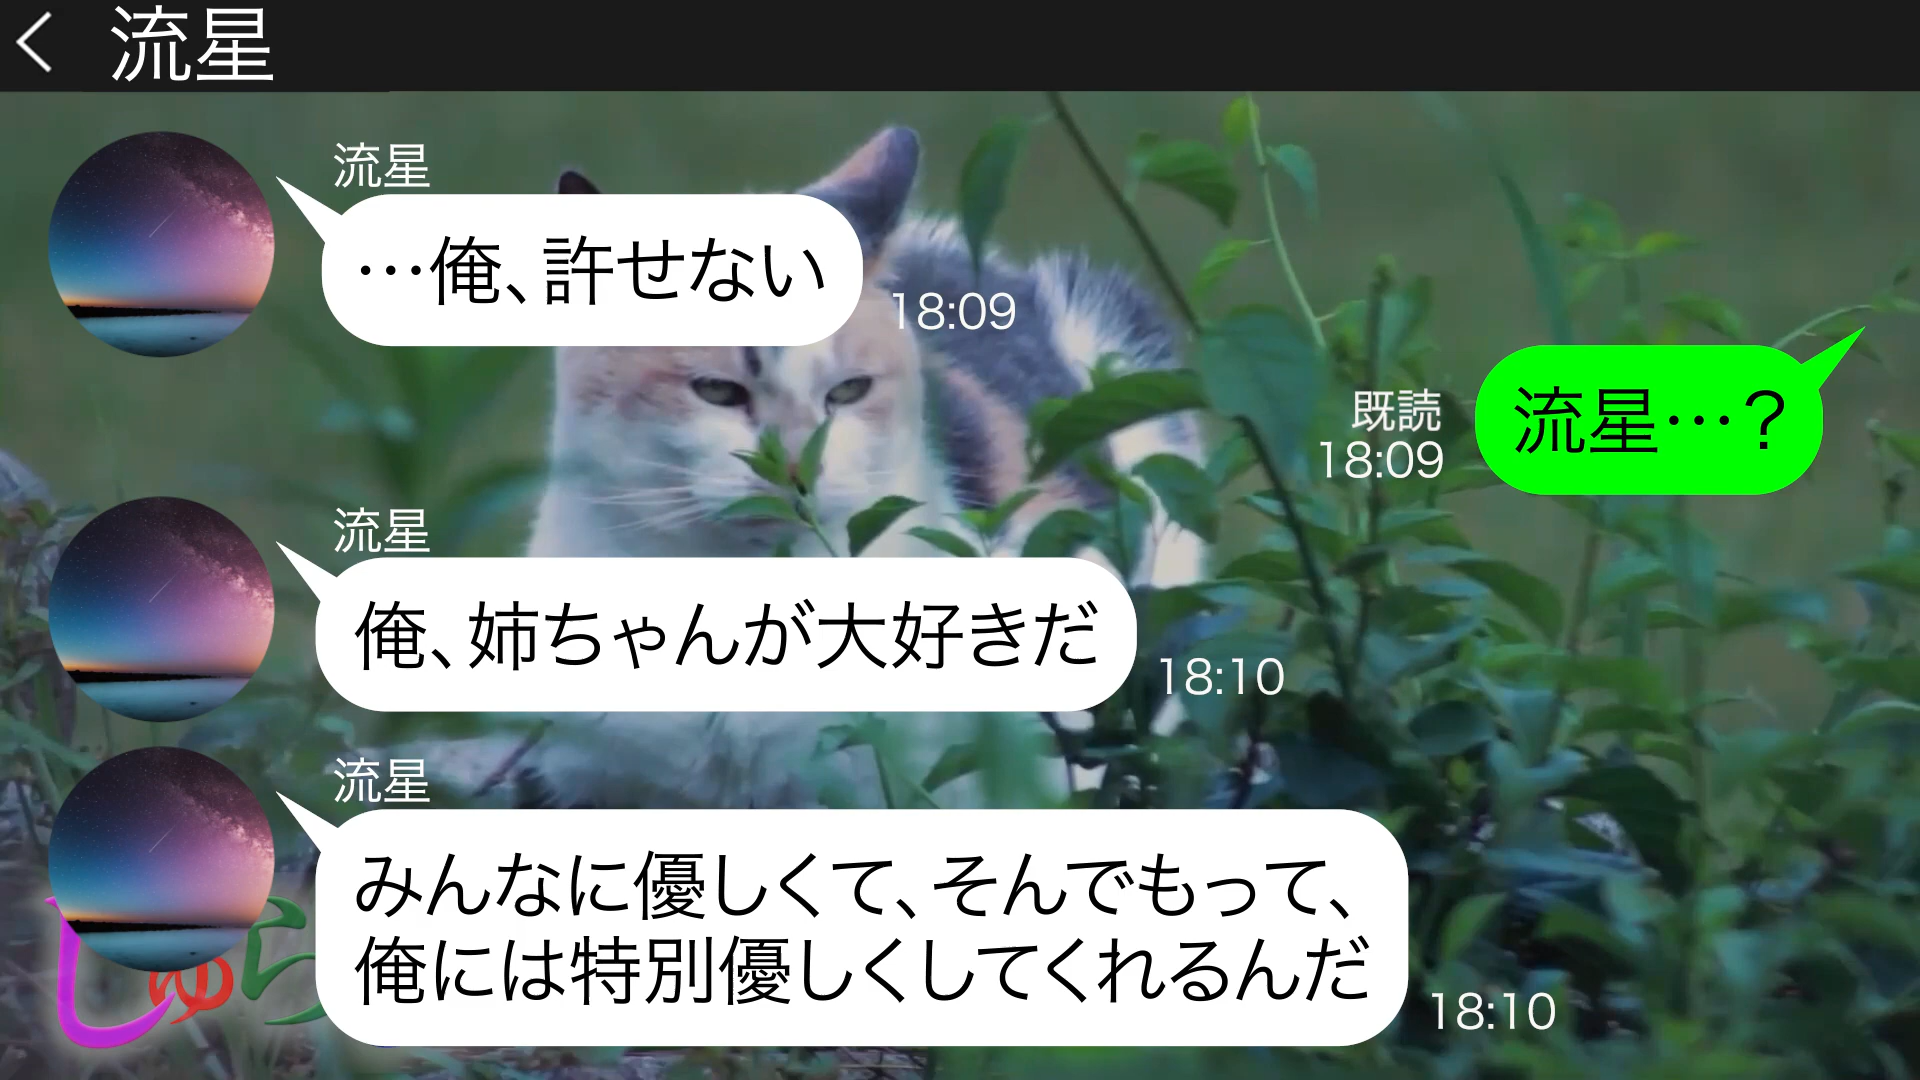 流星
流星
…俺、許せない
18:09
流星…？
既読
18:09
流星
俺、姉ちゃんが大好きだ
18:10
流星
みんなに優しくて、そんでもって、
俺には特別優しくしてくれるんだ
18:10
しゅら